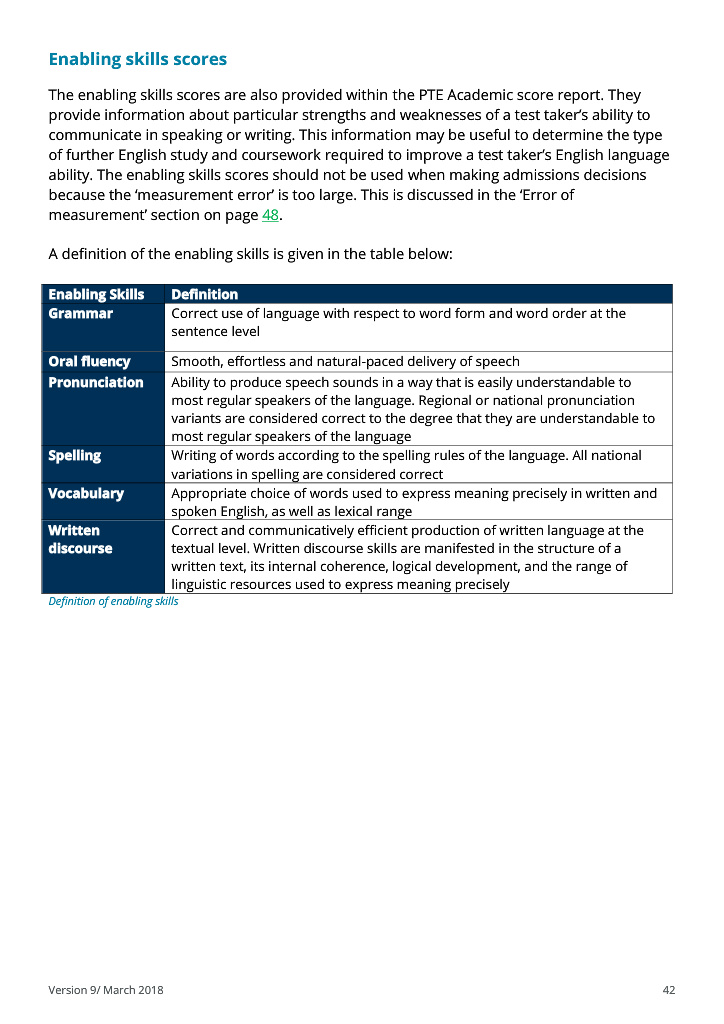 Enabling skills scores
The enabling skills scores are also provided within the PTE Academic score report. They
provide information about particular strengths and weaknesses of a test taker’s ability to
communicate in speaking or writing. This information may be useful to determine the type
of further English study and coursework required to improve a test taker’s English language
ability. The enabling skills scores should not be used when making admissions decisions
because the ‘measurement error’ is too large. This is discussed in the ‘Error of
measurement’ section on page 48.
A definition of the enabling skills is given in the table below:
Enabling Skills Definition
Grammar Correct use of language with respect to word form and word order at the
sentence level
Oral fluency Smooth, effortless and natural-paced delivery of speech
Pronunciation Ability to produce speech sounds in a way that is easily understandable to
most regular speakers of the language. Regional or national pronunciation
variants are considered correct to the degree that they are understandable to
most regular speakers of the language
Spelling Writing of words according to the spelling rules of the language. All national
variations in spelling are considered correct
Vocabulary Appropriate choice of words used to express meaning precisely in written and
spoken English, as well as lexical range
Written Correct and communicatively efficient production of written language at the
discourse textual level. Written discourse skills are manifested in the structure of a
written text, its internal coherence, logical development, and the range of
linguistic resources used to express meaning precisely
Definition of enabling skills
Version 9/ March 2018 42